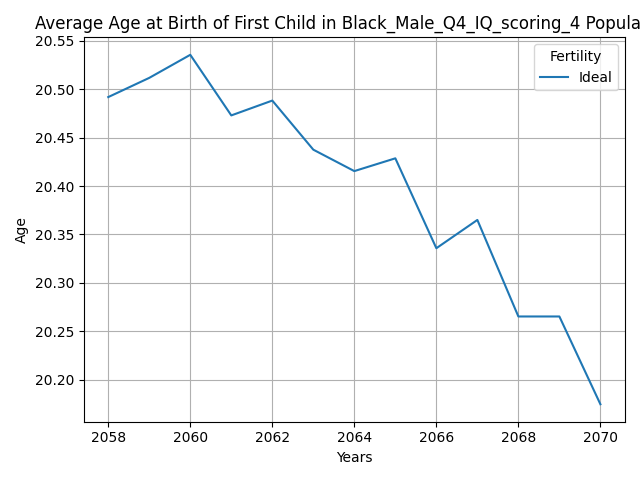 Average Age at Birth of First Child in Black_Male_Q4_IQ_scoring_4 Popula
20.55
20.50
20.45
20.40
20.35
20.30
20.25
20.20
Age
Fertility
Ideal
2058 2060 2062 2064 2066 2068 2070
Years